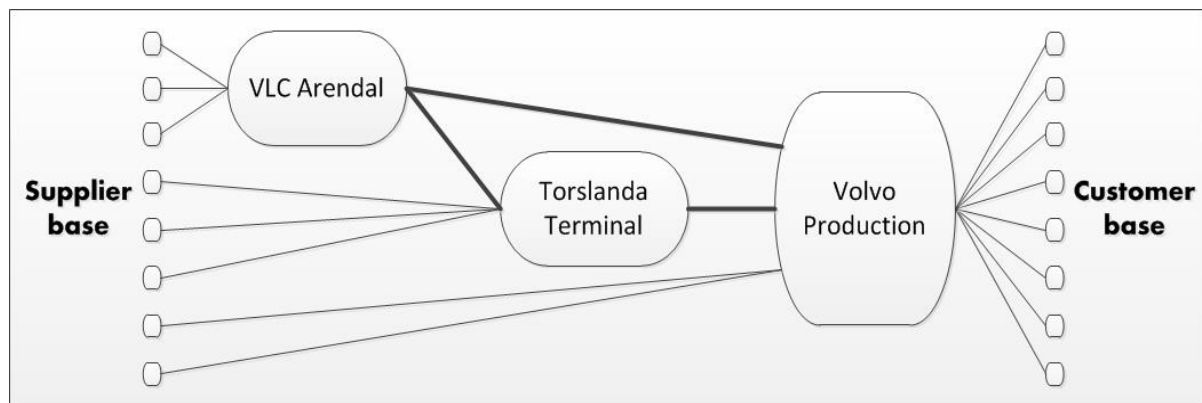 VLC Arendal
Supplier
base
Torslanda
Terminal
Volvo
Production
Customer
base